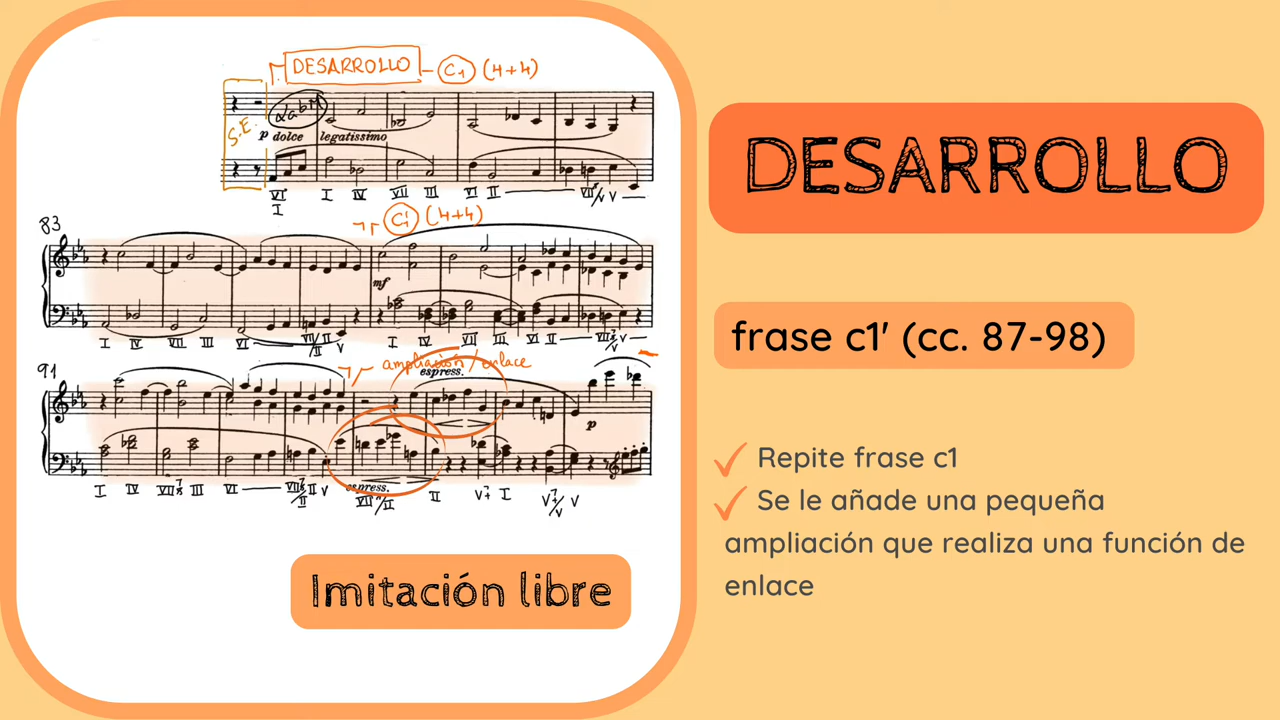 DESARROLLO - C1 (4+4)
S.E.
LabM
p dolce legatissimo
VI I IV VII III VI II VII/V V
I
83
C1' (4+4)
mf
I IV VII III VI VII/II V I IV VII III VI II VII/V V
91
ampliación/enlace
espress.
p
I IV VII III VI VII/II II V espress. II V7 I V7/V V
VII/II
Imitación libre
DESARROLLO
frase c1' (cc. 87-98)
Repite frase c1
Se le añade una pequeña
ampliación que realiza una función de
enlace